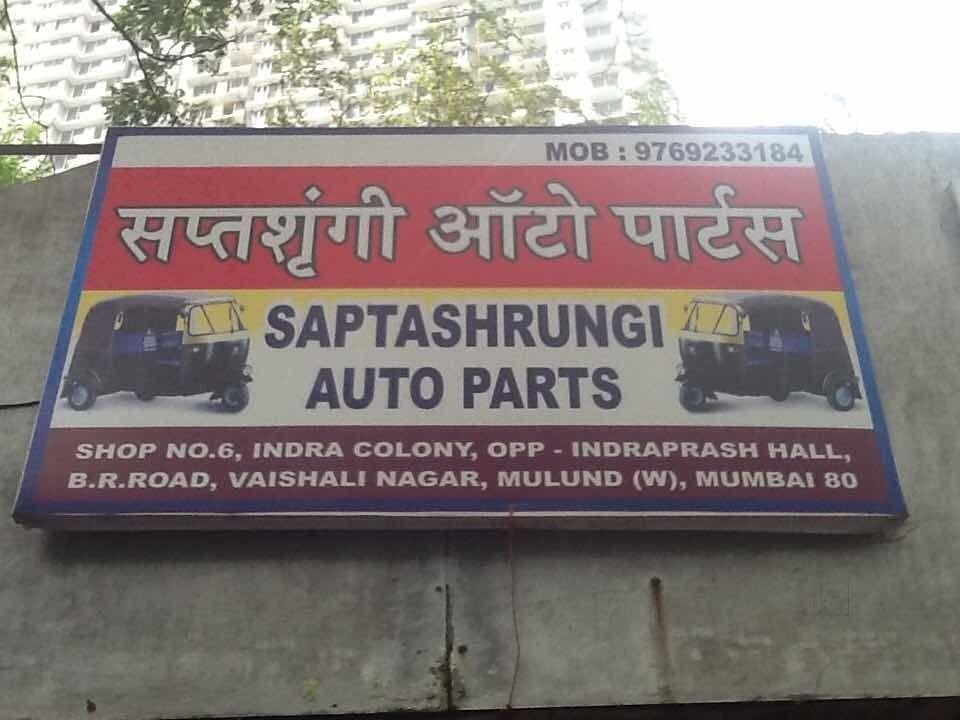 MOB : 9769233184
सप्तशृंगी ऑटो पार्टस
SAPTASHRUNGI
AUTO PARTS
SHOP NO.6, INDRA COLONY, OPP - INDRAPRASH HALL,
B.R.ROAD, VAISHALI NAGAR, MULUND (W), MUMBAI 80
Jd